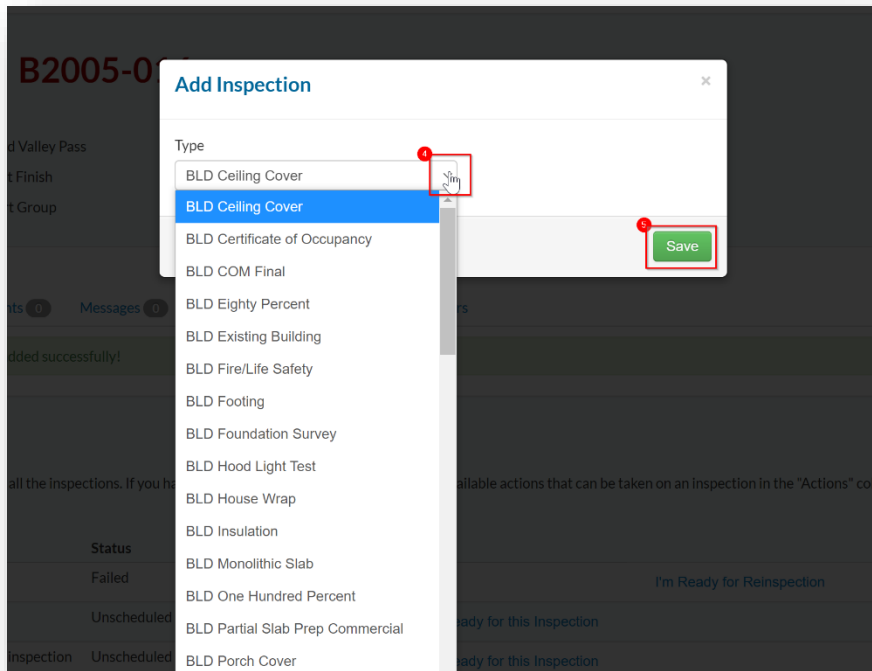 B2005-0
Add Inspection
×
d Valley Pass
Type
4
t Finish
BLD Ceiling Cover
t Group
BLD Ceiling Cover
5
BLD Certificate of Occupancy
Save
BLD COM Final
nts 0 Messages 0 rs
BLD Eighty Percent
BLD Existing Building
dded successfully!
BLD Fire/Life Safety
BLD Footing
BLD Foundation Survey
BLD Hood Light Test
all the inspections. If you ha ailable actions that can be taken on an inspection in the "Actions" co
BLD House Wrap
BLD Insulation
Status
BLD Monolithic Slab
Failed I'm Ready for Reinspection
BLD One Hundred Percent
Unscheduled eady for this Inspection
BLD Partial Slab Prep Commercial
inspection Unscheduled eady for this Inspection
BLD Porch Cover